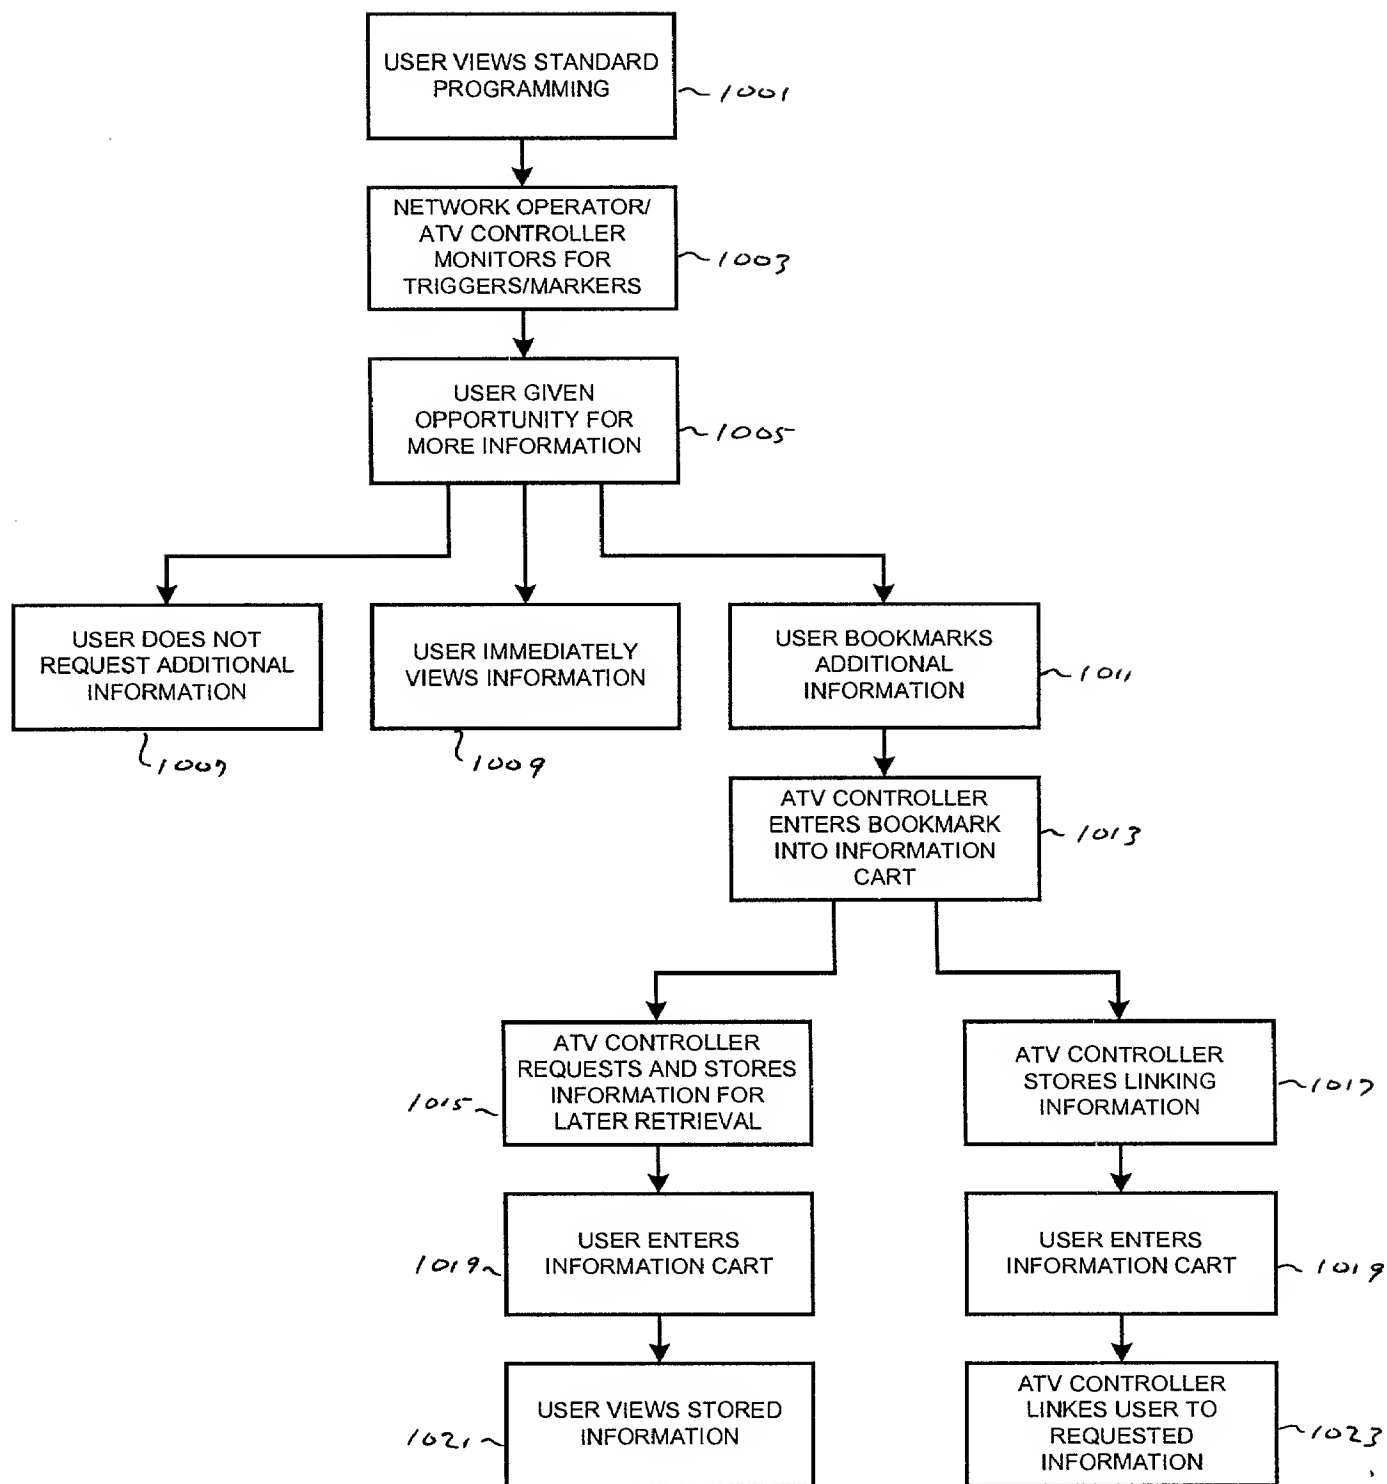 USER VIEWS STANDARD
PROGRAMMING
1001
NETWORK OPERATOR/
ATV CONTROLLER
MONITORS FOR
TRIGGERS/MARKERS
1003
USER GIVEN
OPPORTUNITY FOR
MORE INFORMATION
1005
USER DOES NOT
REQUEST ADDITIONAL
INFORMATION
1007
USER IMMEDIATELY
VIEWS INFORMATION
1009
USER BOOKMARKS
ADDITIONAL
INFORMATION
1011
ATV CONTROLLER
ENTERS BOOKMARK
INTO INFORMATION
CART
1013
ATV CONTROLLER
REQUESTS AND STORES
INFORMATION FOR
LATER RETRIEVAL
1015
ATV CONTROLLER
STORES LINKING
INFORMATION
1017
USER ENTERS
INFORMATION CART
1019
USER ENTERS
INFORMATION CART
1019
USER VIEWS STORED
INFORMATION
1021
ATV CONTROLLER
LINKES USER TO
REQUESTED
INFORMATION
1023